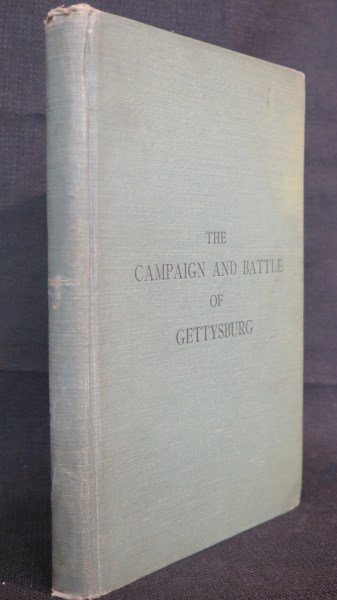 THE
CAMPAIGN AND BATTLE
OF
GETTYSBURG